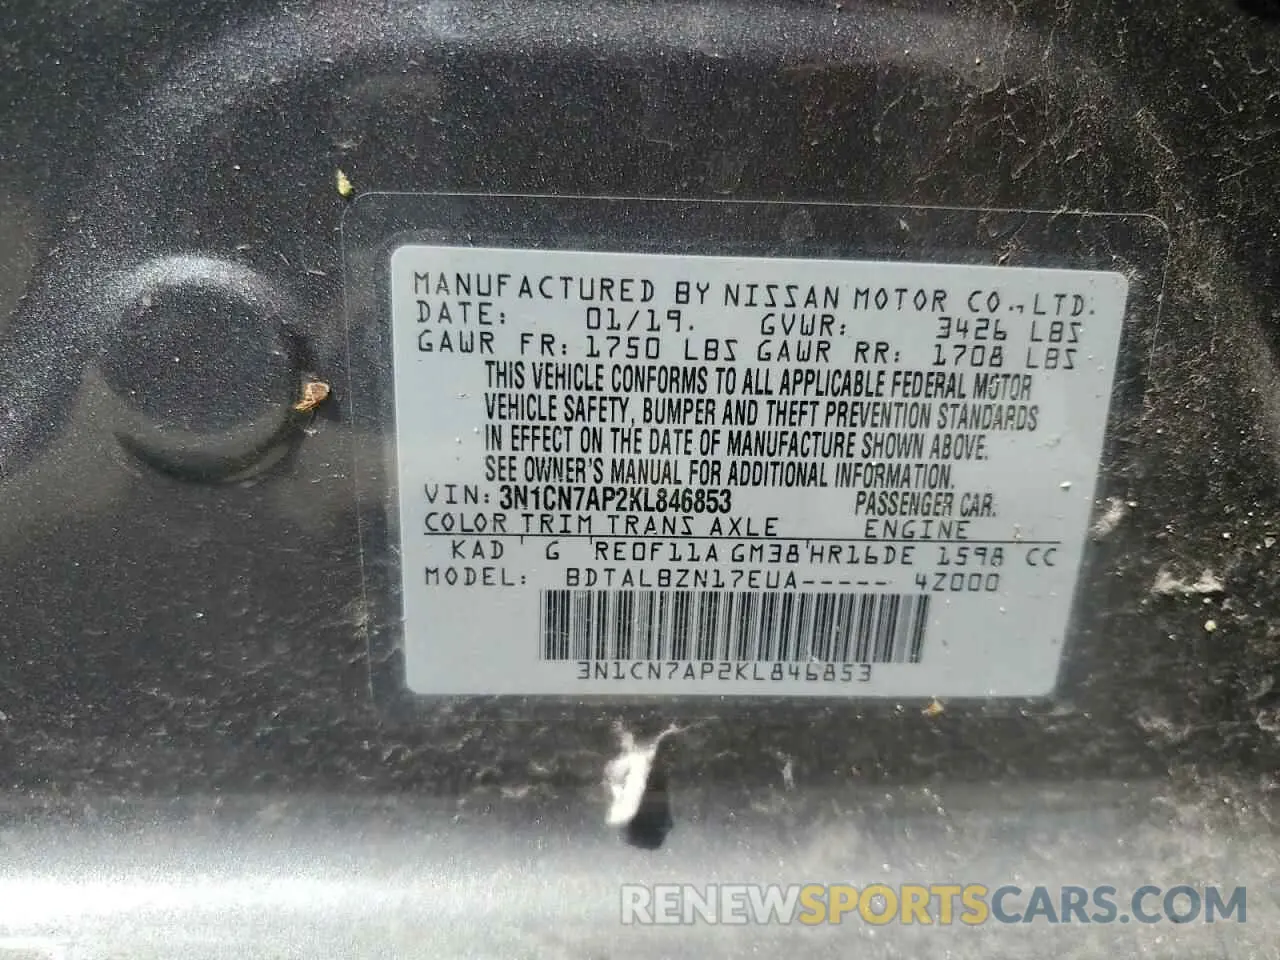 MANUFACTURED BY NISSAN MOTOR CO., LTD.
DATE: 01/19. GVWR: 3426 LBS
GAWR FR: 1750 LBS GAWR RR: 1708 LBS
THIS VEHICLE CONFORMS TO ALL APPLICABLE FEDERAL MOTOR
VEHICLE SAFETY, BUMPER AND THEFT PREVENTION STANDARDS
IN EFFECT ON THE DATE OF MANUFACTURE SHOWN ABOVE.
SEE OWNER'S MANUAL FOR ADDITIONAL INFORMATION.
VIN: 3N1CN7AP2KL846853 PASSENGER CAR.
COLOR TRIM TRANS AXLE ENGINE
KAD G RE0F11A GM38 HR16DE 1598 CC
MODEL: BDTALBZN17EUA----- 4Z000
3N1CN7AP2KL846853
RENEWSPORTSCARS.COM